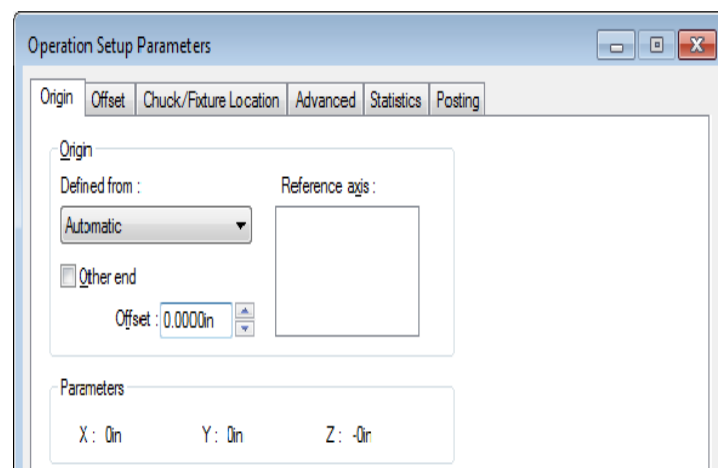 Operation Setup Parameters
Origin Offset Chuck/Fixture Location Advanced Statistics Posting
Origin
Defined from : Reference axis :
Automatic
Other end
Offset : 0.0000in
Parameters
X : 0in Y : 0in Z : -0in